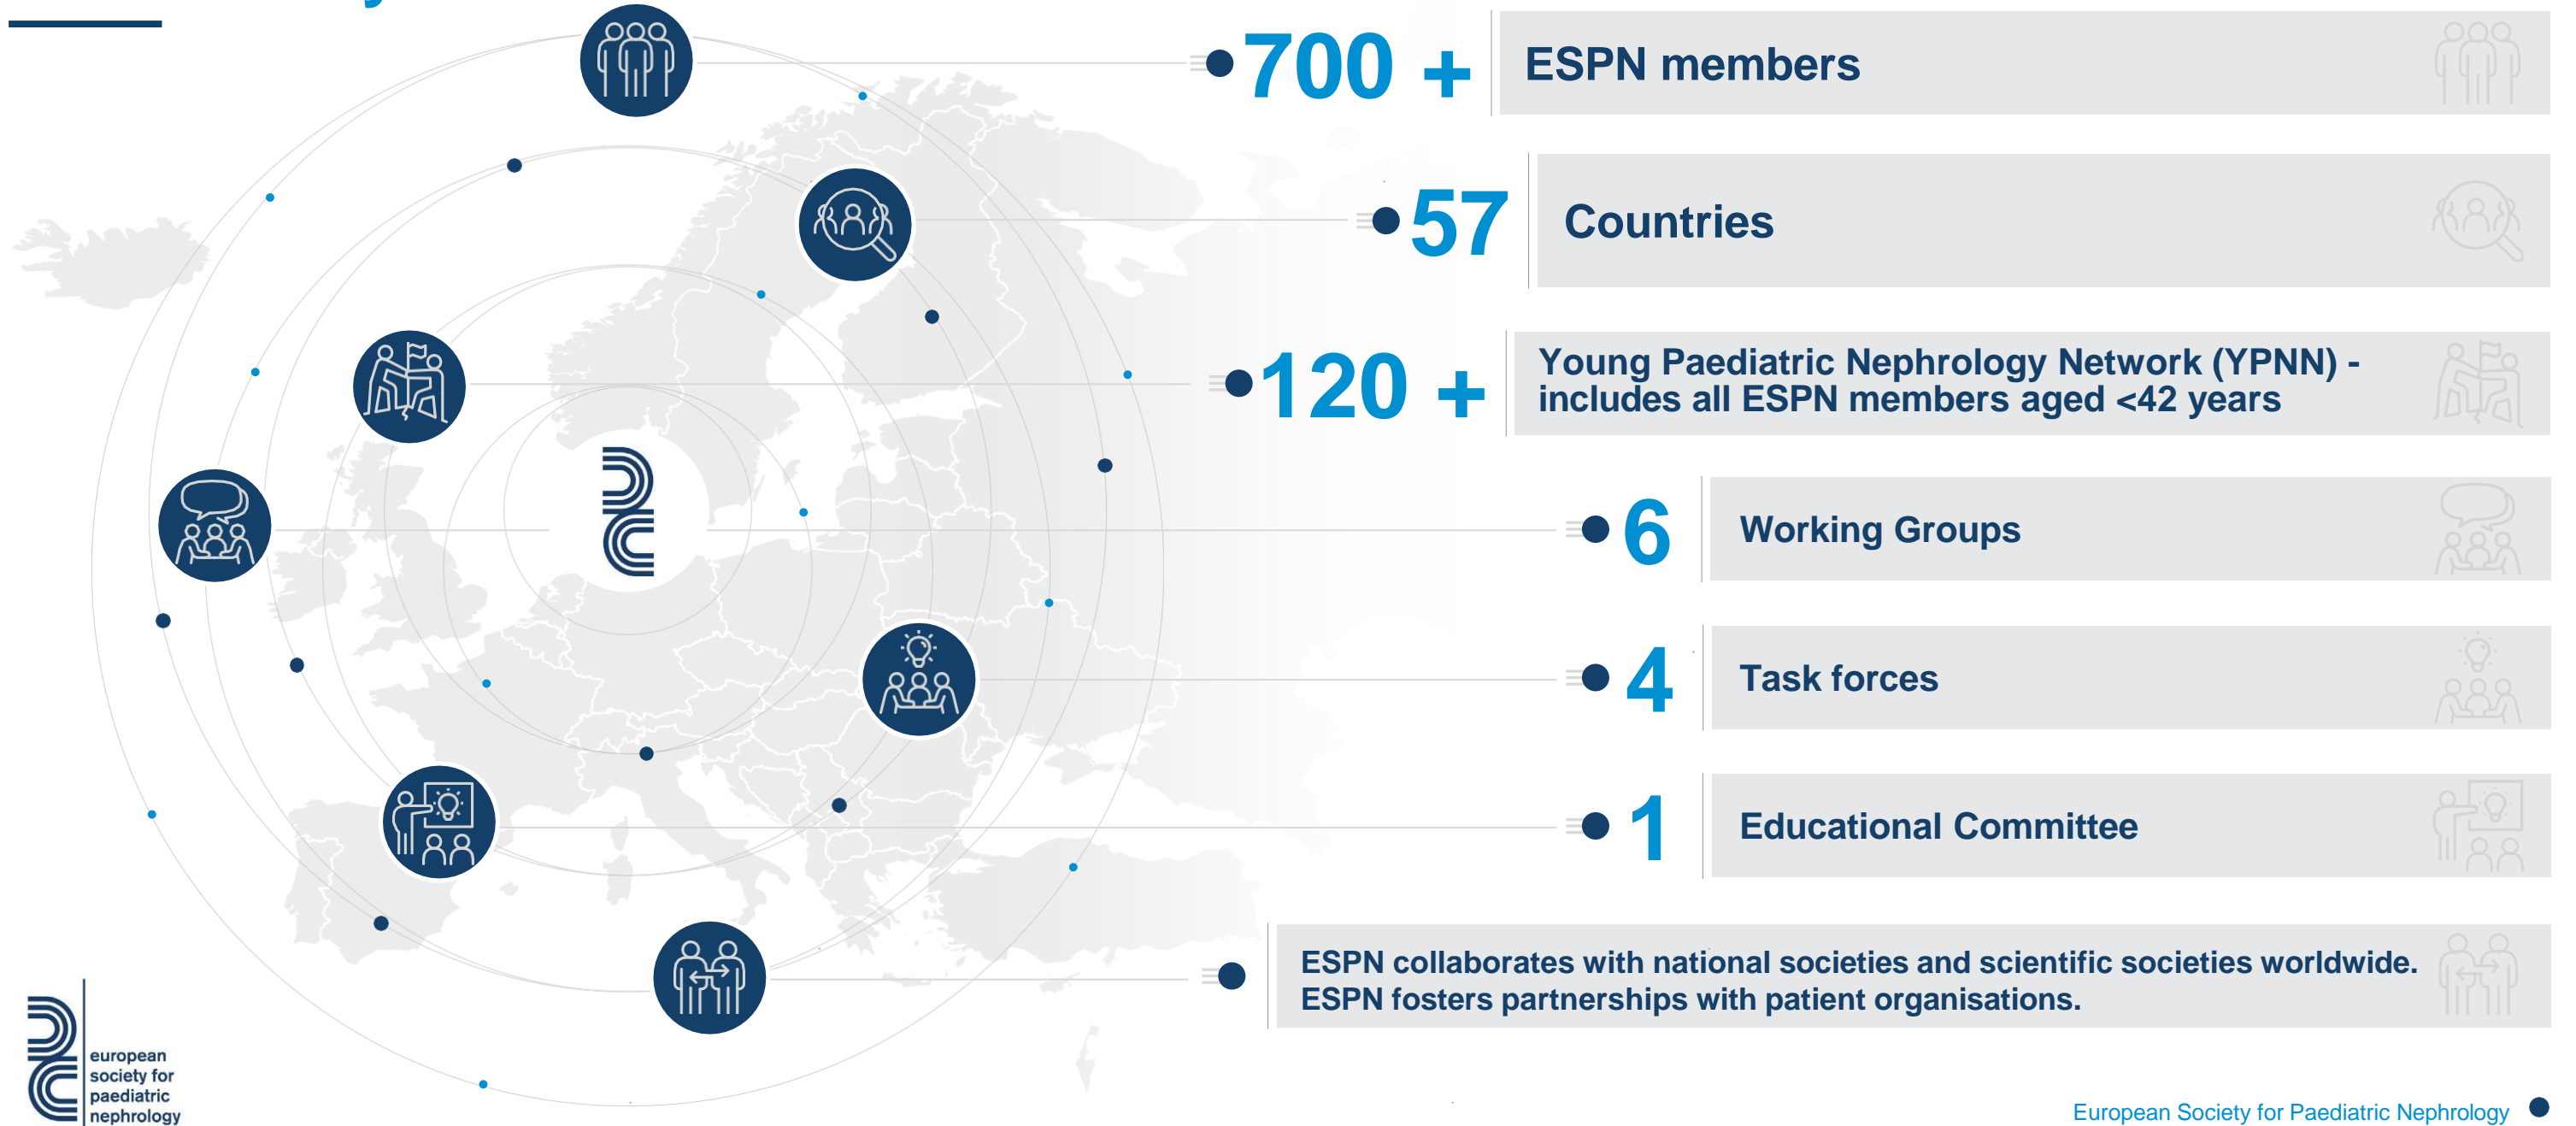 700 +
ESPN members
57
Countries
120 +
Young Paediatric Nephrology Network (YPNN) -
includes all ESPN members aged <42 years
6
Working Groups
4
Task forces
1
Educational Committee
ESPN collaborates with national societies and scientific societies worldwide.
ESPN fosters partnerships with patient organisations.
european
society for
paediatric
nephrology
European Society for Paediatric Nephrology